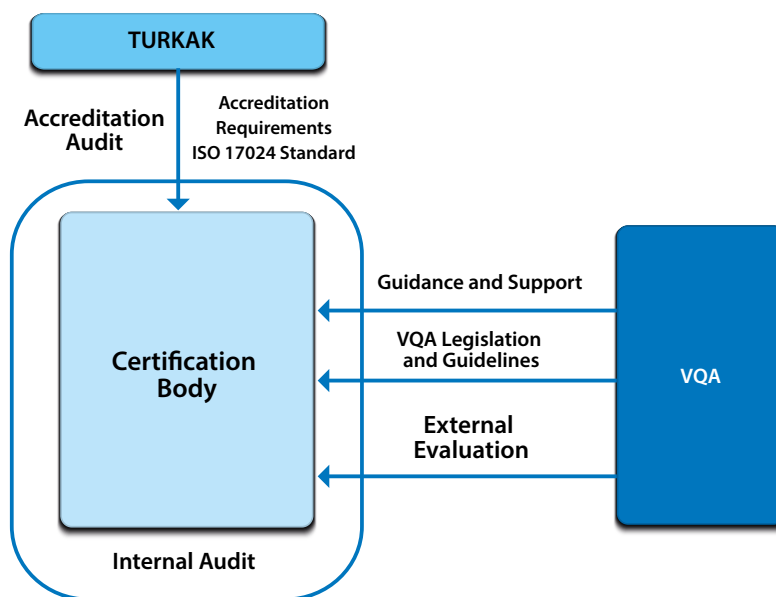 TURKAK
Accreditation
Audit
Accreditation
Requirements
ISO 17024 Standard
Certification
Body
Guidance and Support
VQA Legislation
and Guidelines
External
Evaluation
VQA
Internal Audit